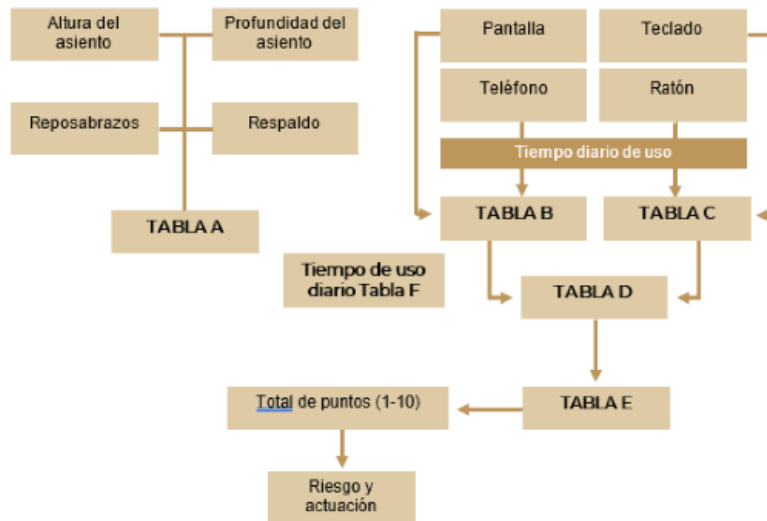 Altura del
asiento
Profundidad del
asiento
Reposabrazos
Respaldo
TABLA A
Pantalla
Teclado
Teléfono
Ratón
Tiempo diario de uso
TABLA B
TABLA C
Tiempo de uso
diario Tabla F
TABLA D
Total de puntos (1-10)
TABLA E
Riesgo y
actuación